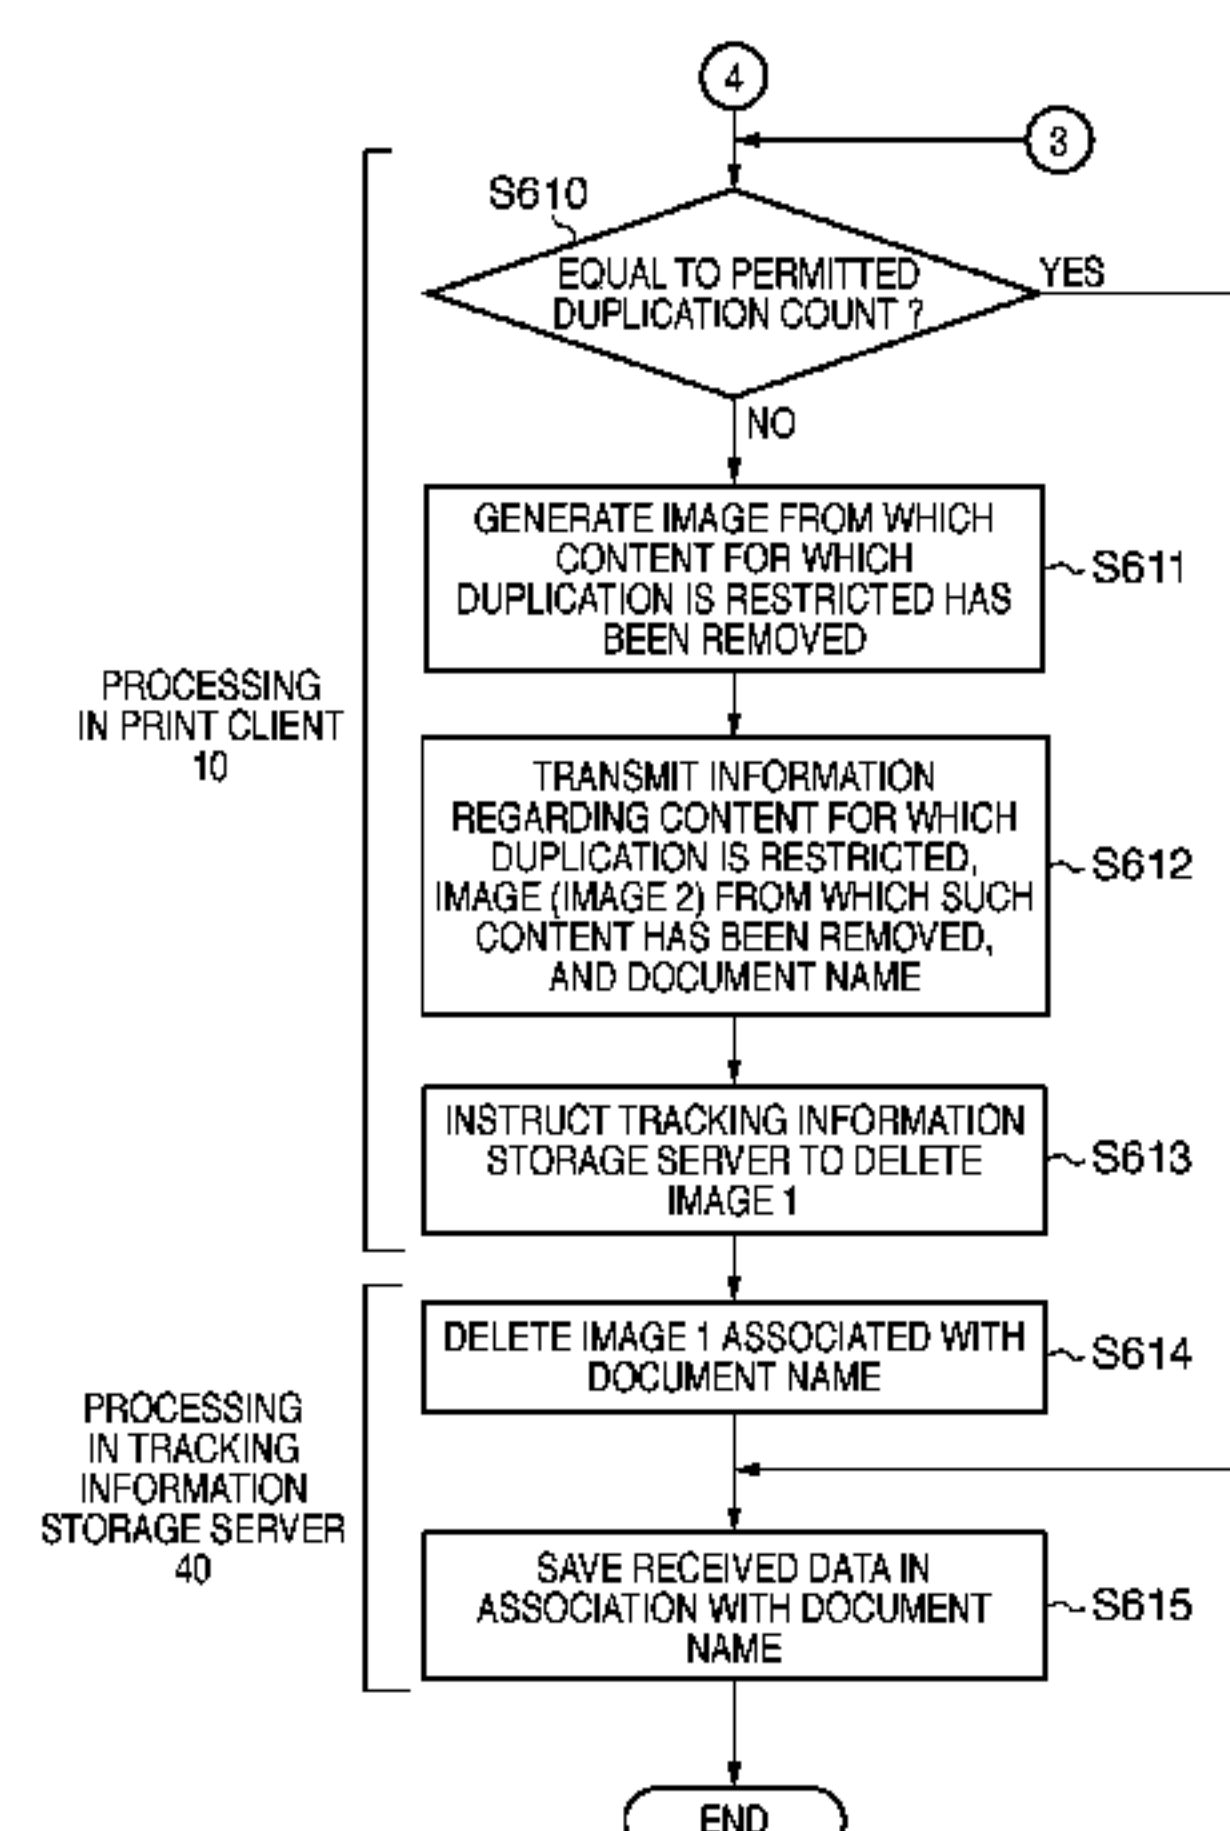 4
3
S610
EQUAL TO PERMITTED
DUPLICATION COUNT ?
YES
NO
GENERATE IMAGE FROM WHICH
CONTENT FOR WHICH
DUPLICATION IS RESTRICTED HAS
BEEN REMOVED
S611
PROCESSING
IN PRINT CLIENT
10
TRANSMIT INFORMATION
REGARDING CONTENT FOR WHICH
DUPLICATION IS RESTRICTED,
IMAGE (IMAGE 2) FROM WHICH SUCH
CONTENT HAS BEEN REMOVED,
AND DOCUMENT NAME
S612
INSTRUCT TRACKING INFORMATION
STORAGE SERVER TO DELETE
IMAGE 1
S613
DELETE IMAGE 1 ASSOCIATED WITH
DOCUMENT NAME
S614
PROCESSING
IN TRACKING
INFORMATION
STORAGE SERVER
40
SAVE RECEIVED DATA IN
ASSOCIATION WITH DOCUMENT
NAME
S615
END